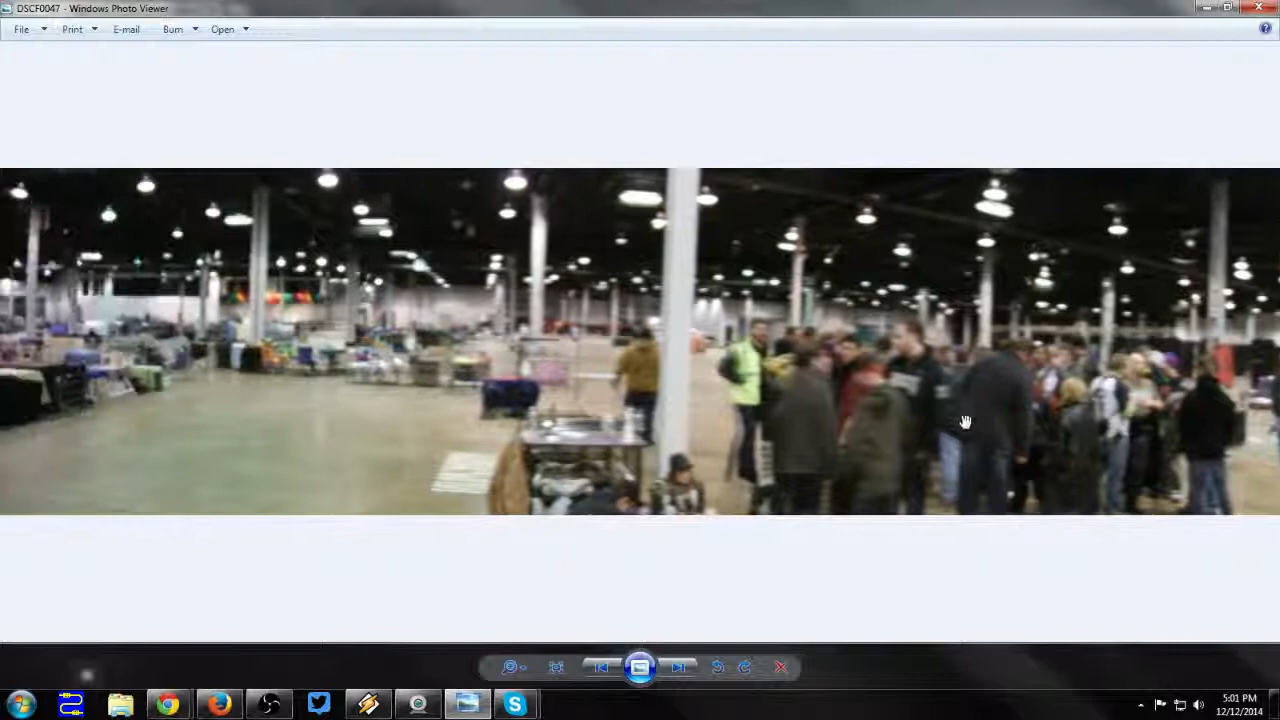 DSCF0047 - Windows Photo Viewer
File Print E-mail Burn Open
5:01 PM
12/12/2014